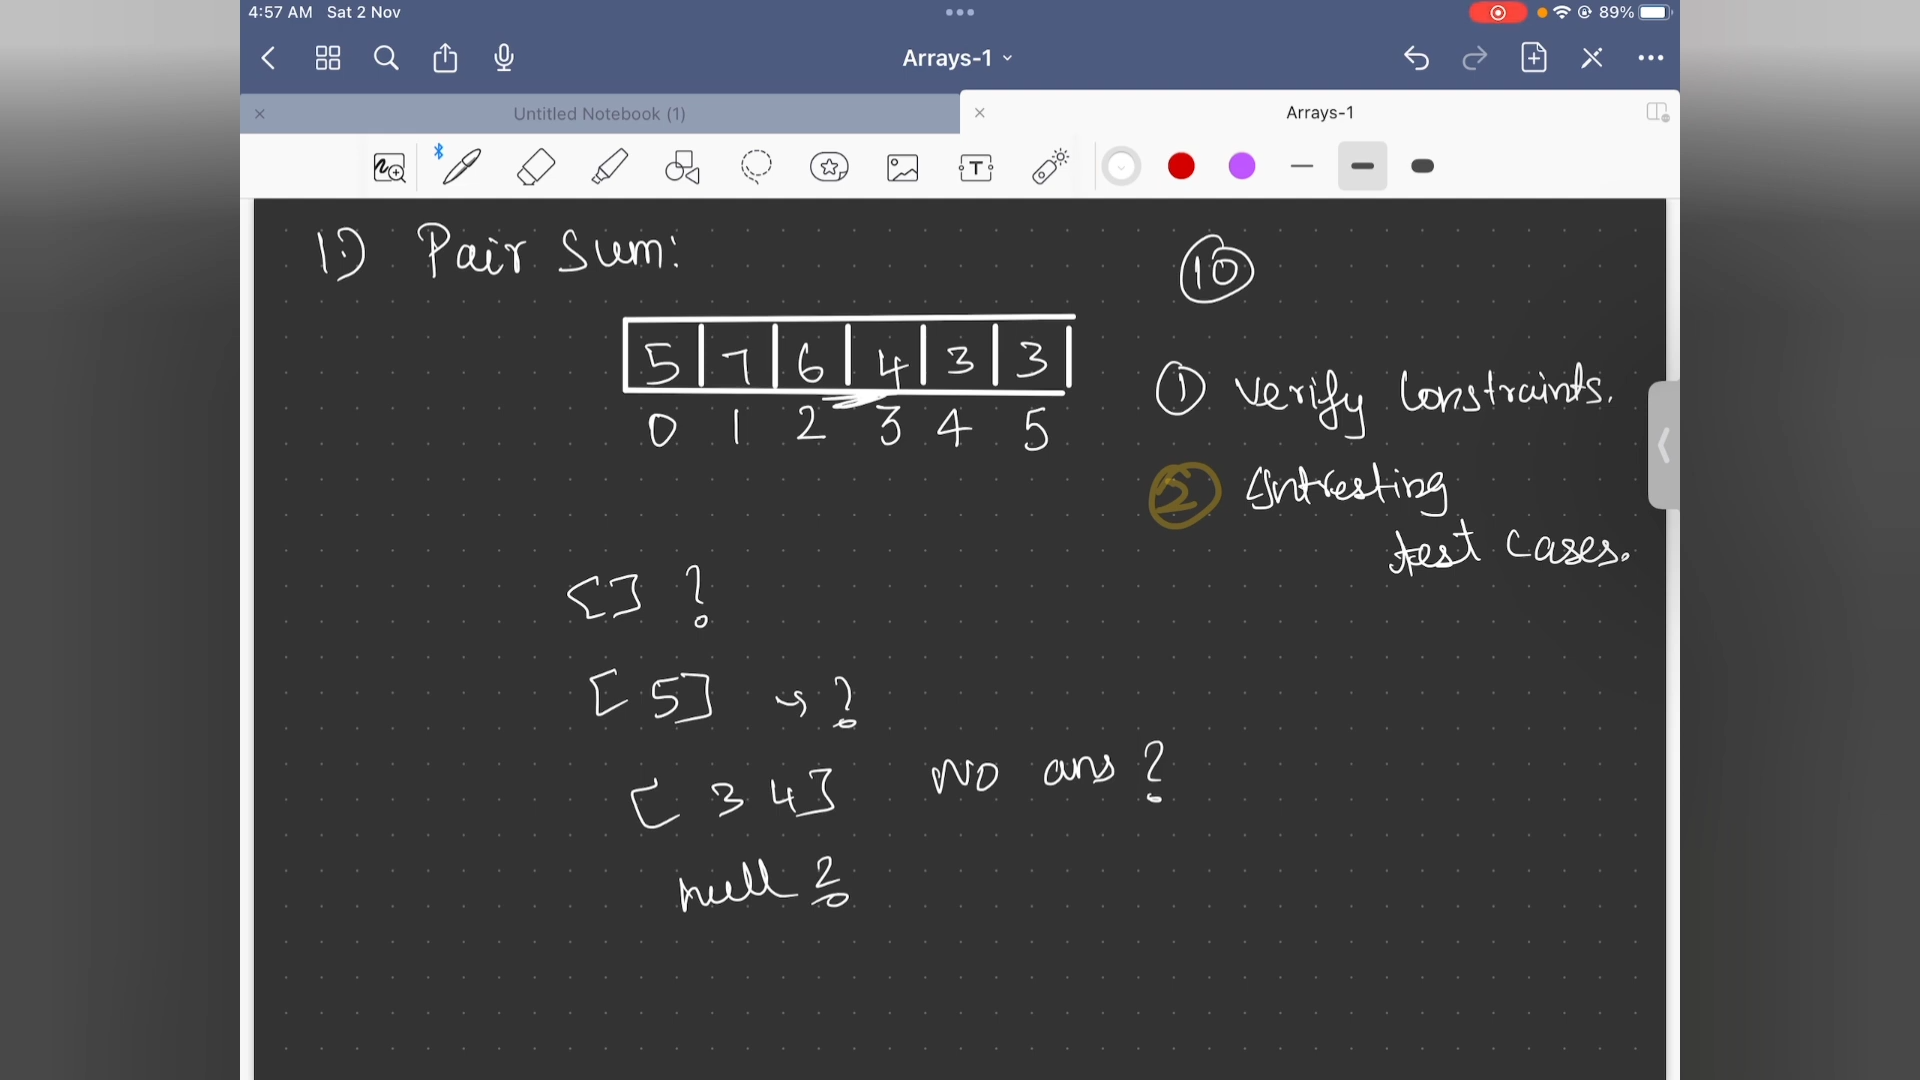 4:57 AM Sat 2 Nov
89%
Arrays-1
Untitled Notebook (1)
Arrays-1
T
1.) Pair Sum:
10
5 7 6 4 3 3
0 1 2 3 4 5
① Verify Constraints.
② Intresting
test cases.
[] ?
[ 5] ↪ ?
[ 3 4] No ans ?
null ?